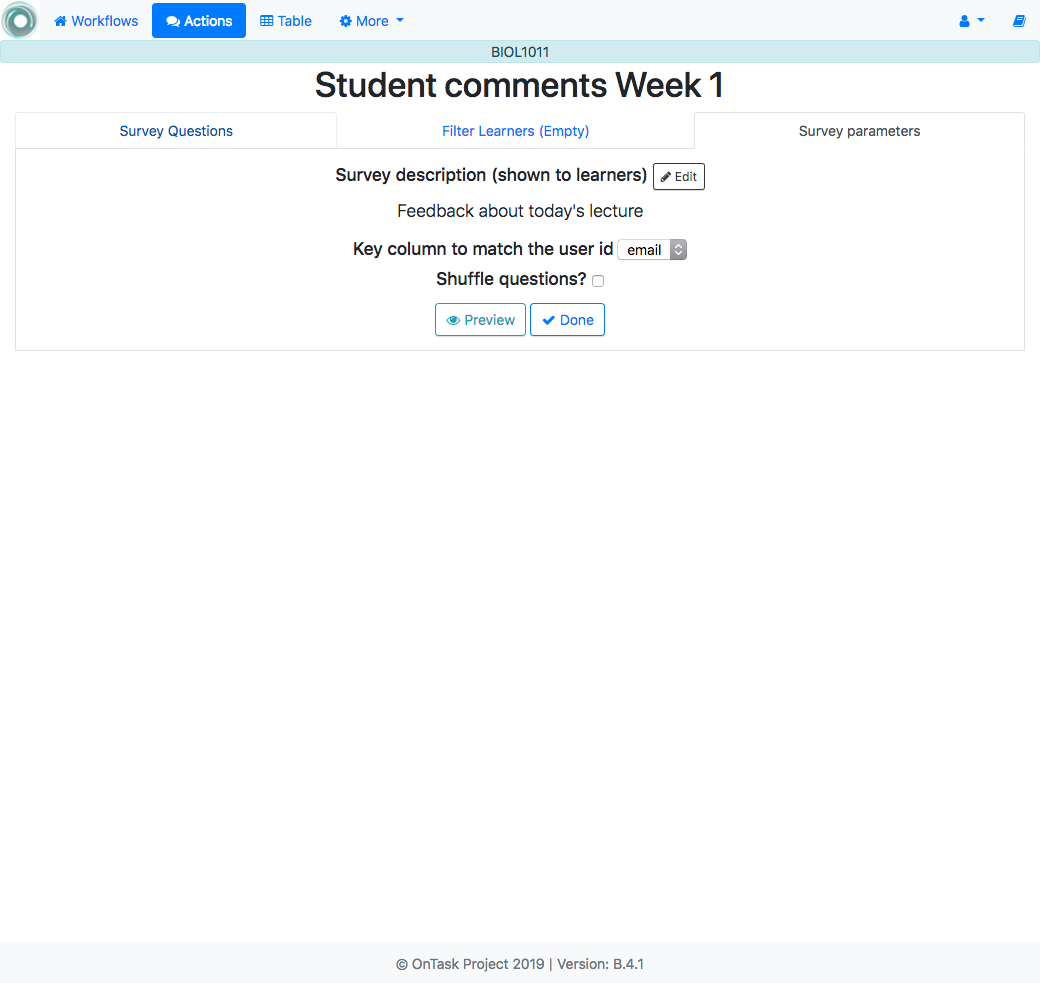 Workflows Actions Table More
BIOL1011
Student comments Week 1
Survey Questions Filter Learners (Empty) Survey parameters
Survey description (shown to learners) Edit
Feedback about today's lecture
Key column to match the user id email
Shuffle questions?
Preview Done
© OnTask Project 2019 | Version: B.4.1